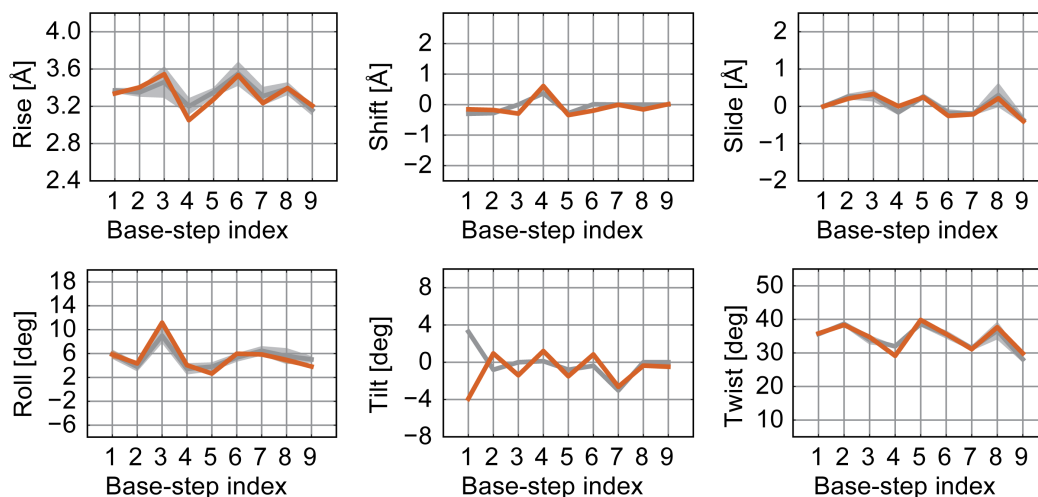 Rise [Å]
4.0
3.6
3.2
2.8
2.4
1 2 3 4 5 6 7 8 9
Base-step index
Shift [Å]
2
1
0
−1
−2
1 2 3 4 5 6 7 8 9
Base-step index
Slide [Å]
2
1
0
−1
−2
1 2 3 4 5 6 7 8 9
Base-step index
Roll [deg]
18
14
10
6
2
−2
−6
1 2 3 4 5 6 7 8 9
Base-step index
Tilt [deg]
8
4
0
−4
−8
1 2 3 4 5 6 7 8 9
Base-step index
Twist [deg]
50
40
30
20
10
1 2 3 4 5 6 7 8 9
Base-step index